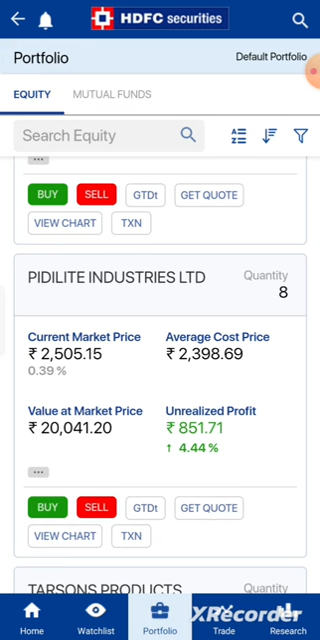 HDFC securities
Portfolio
Default Portfolio
EQUITY
MUTUAL FUNDS
Search Equity
BUY
SELL
GTDt
GET QUOTE
VIEW CHART
TXN
PIDILITE INDUSTRIES LTD
Quantity
8
Current Market Price
Average Cost Price
₹ 2,505.15
₹ 2,398.69
0.39 %
Value at Market Price
Unrealized Profit
₹ 20,041.20
₹ 851.71
↑ 4.44 %
BUY
SELL
GTDt
GET QUOTE
VIEW CHART
TXN
TARSONS PRODUCTS
Quantity
XRecorder
Home
Watchlist
Portfolio
Trade
Research